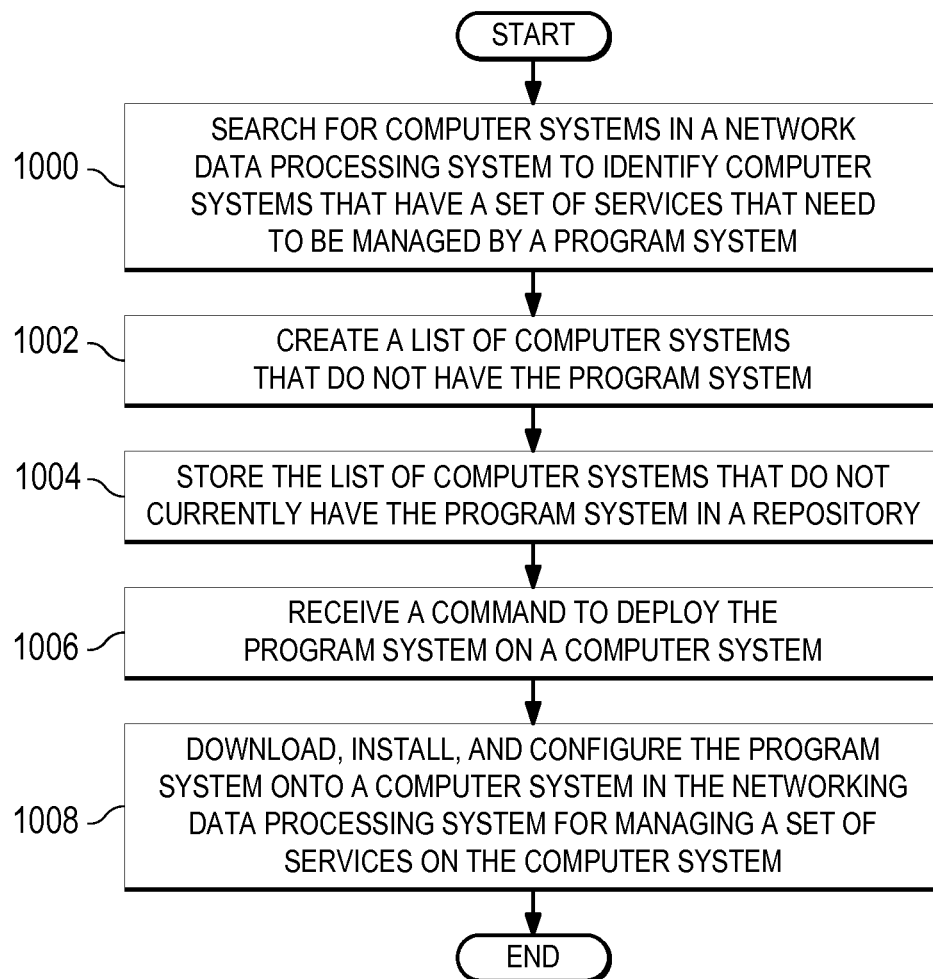 START
1000
SEARCH FOR COMPUTER SYSTEMS IN A NETWORK
DATA PROCESSING SYSTEM TO IDENTIFY COMPUTER
SYSTEMS THAT HAVE A SET OF SERVICES THAT NEED
TO BE MANAGED BY A PROGRAM SYSTEM
1002
CREATE A LIST OF COMPUTER SYSTEMS
THAT DO NOT HAVE THE PROGRAM SYSTEM
1004
STORE THE LIST OF COMPUTER SYSTEMS THAT DO NOT
CURRENTLY HAVE THE PROGRAM SYSTEM IN A REPOSITORY
1006
RECEIVE A COMMAND TO DEPLOY THE
PROGRAM SYSTEM ON A COMPUTER SYSTEM
1008
DOWNLOAD, INSTALL, AND CONFIGURE THE PROGRAM
SYSTEM ONTO A COMPUTER SYSTEM IN THE NETWORKING
DATA PROCESSING SYSTEM FOR MANAGING A SET OF
SERVICES ON THE COMPUTER SYSTEM
END